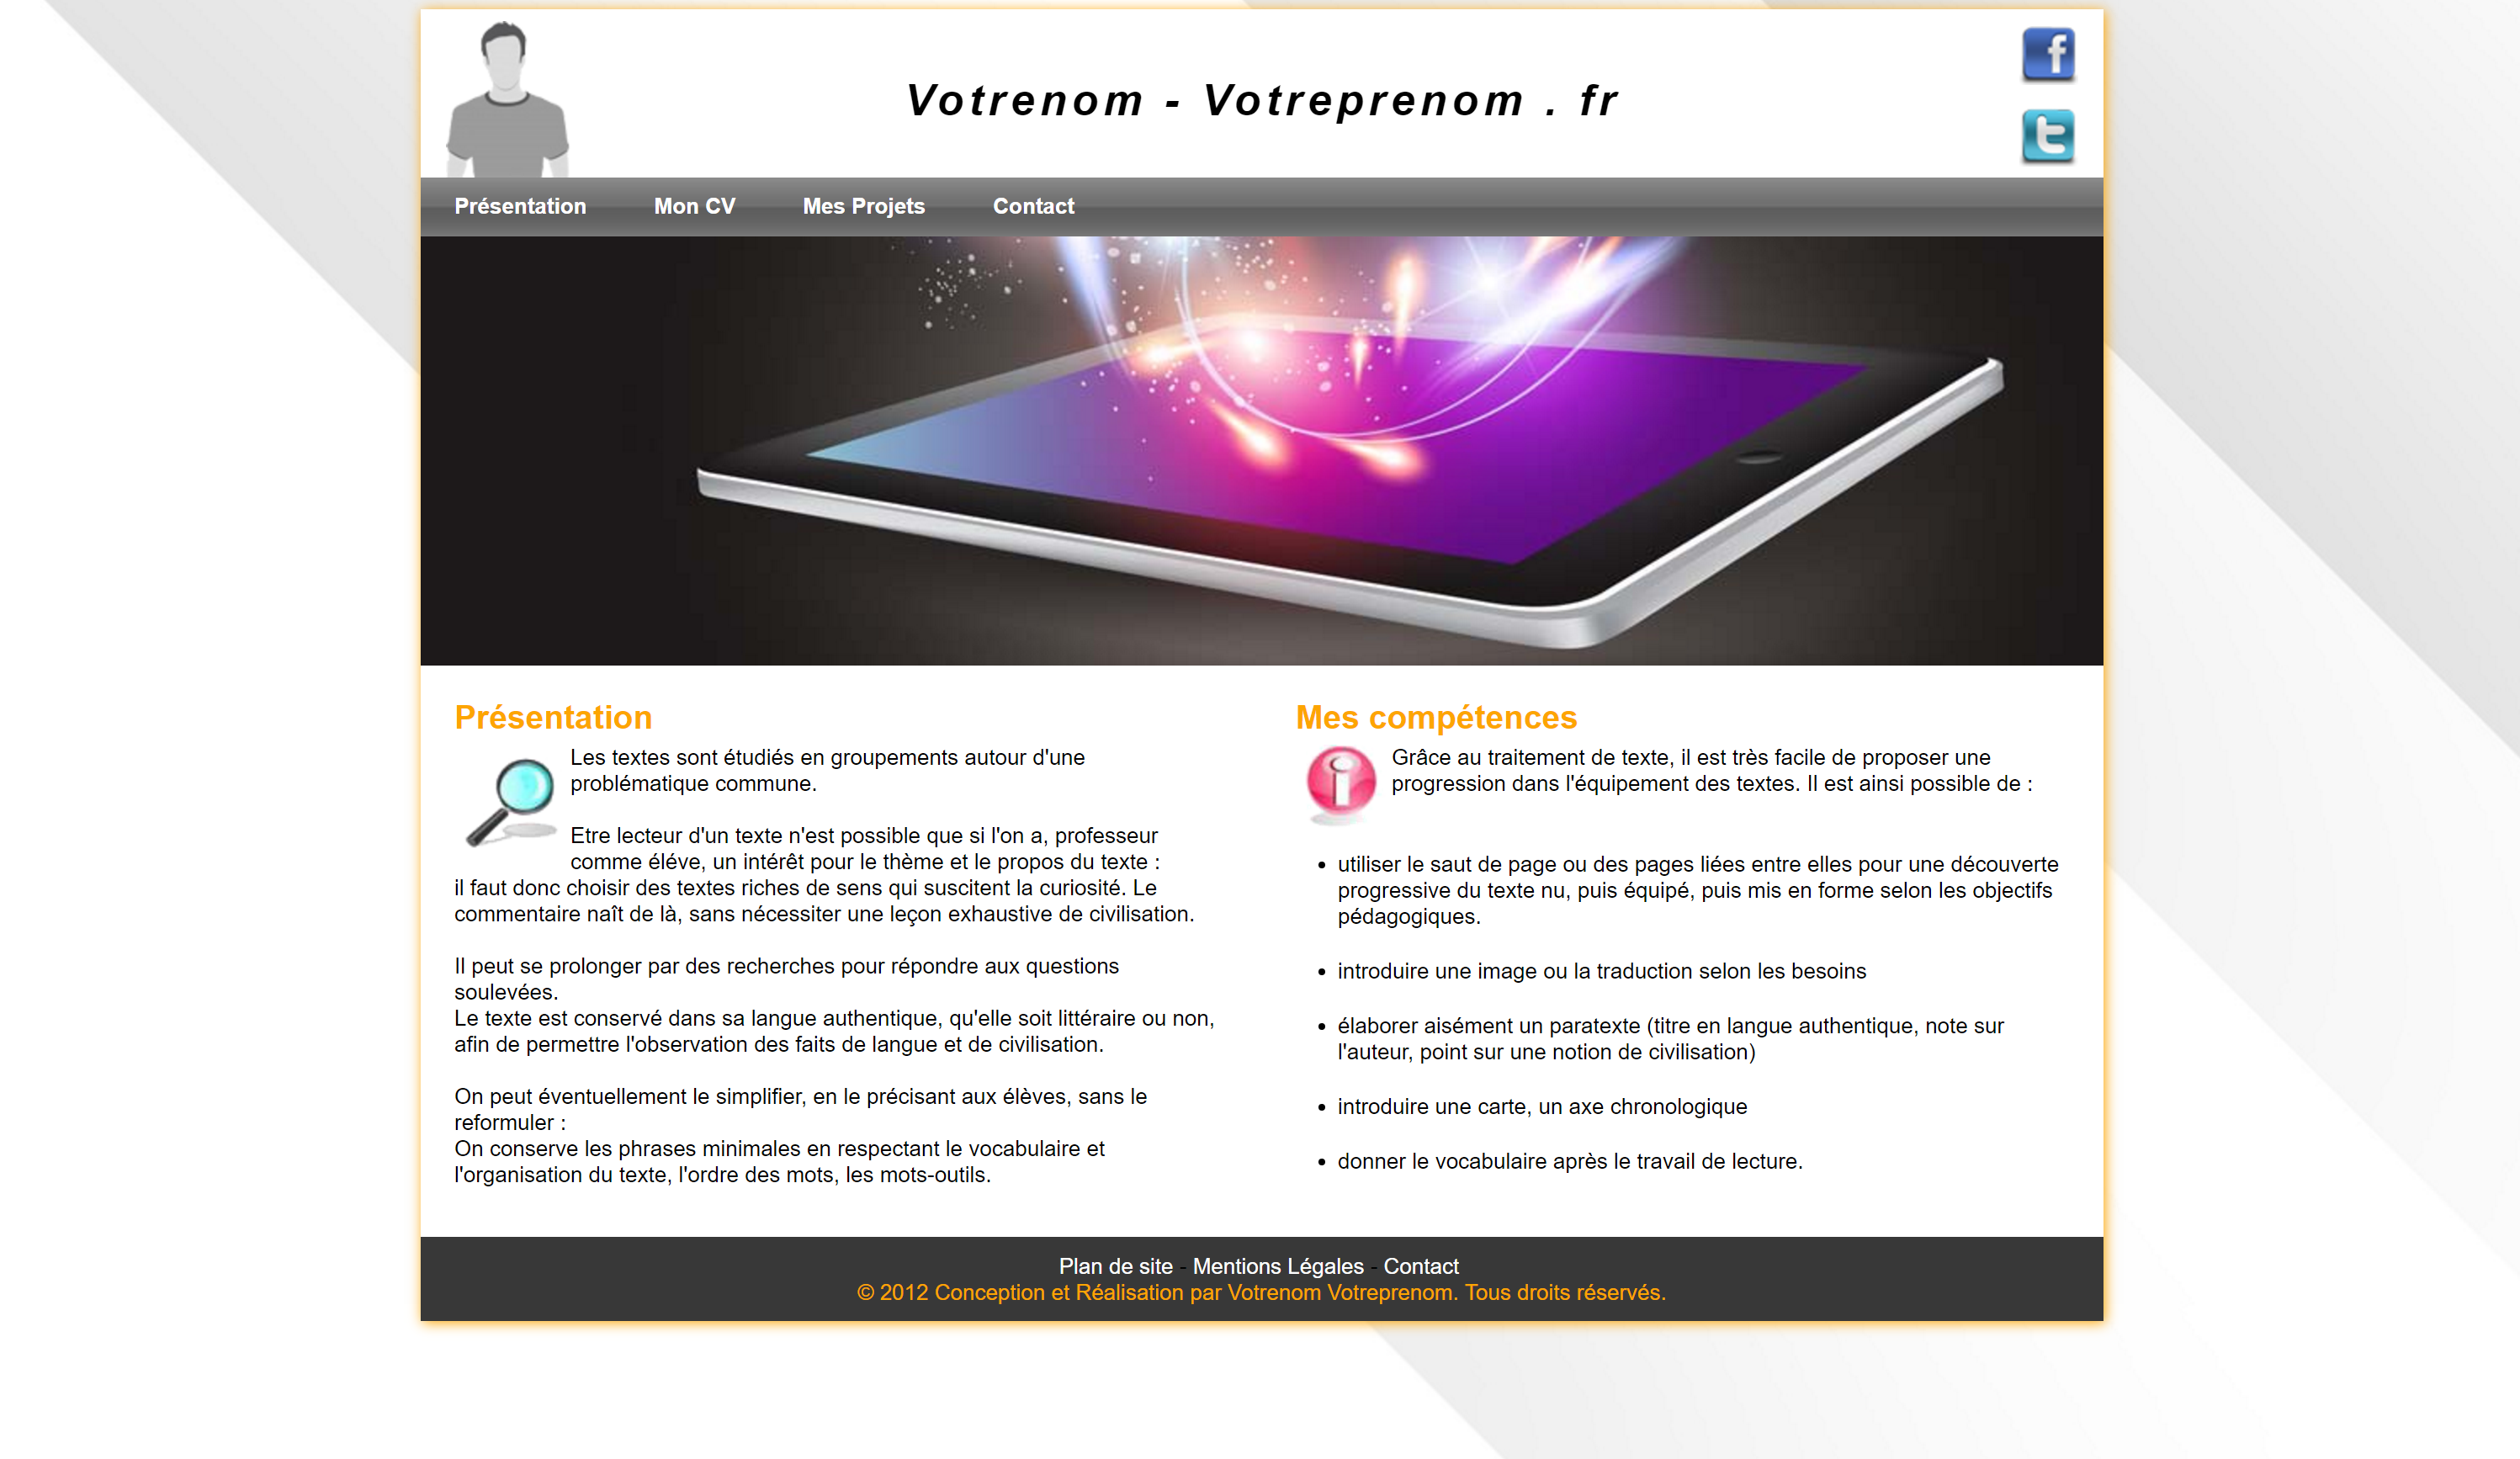 Votrenom - Votreprenom . fr
Présentation
Mon CV
Mes Projets
Contact
Présentation
Les textes sont étudiés en groupements autour d'une
problématique commune.
Etre lecteur d'un texte n'est possible que si l'on a, professeur
comme éléve, un intérêt pour le thème et le propos du texte :
il faut donc choisir des textes riches de sens qui suscitent la curiosité. Le
commentaire naît de là, sans nécessiter une leçon exhaustive de civilisation.
Il peut se prolonger par des recherches pour répondre aux questions
soulevées.
Le texte est conservé dans sa langue authentique, qu'elle soit littéraire ou non,
afin de permettre l'observation des faits de langue et de civilisation.
On peut éventuellement le simplifier, en le précisant aux élèves, sans le
reformuler :
On conserve les phrases minimales en respectant le vocabulaire et
l'organisation du texte, l'ordre des mots, les mots-outils.
Mes compétences
Grâce au traitement de texte, il est très facile de proposer une
progression dans l'équipement des textes. Il est ainsi possible de :
• utiliser le saut de page ou des pages liées entre elles pour une découverte
progressive du texte nu, puis équipé, puis mis en forme selon les objectifs
pédagogiques.
• introduire une image ou la traduction selon les besoins
• élaborer aisément un paratexte (titre en langue authentique, note sur
l'auteur, point sur une notion de civilisation)
• introduire une carte, un axe chronologique
• donner le vocabulaire après le travail de lecture.
Plan de site - Mentions Légales - Contact
© 2012 Conception et Réalisation par Votrenom Votreprenom. Tous droits réservés.